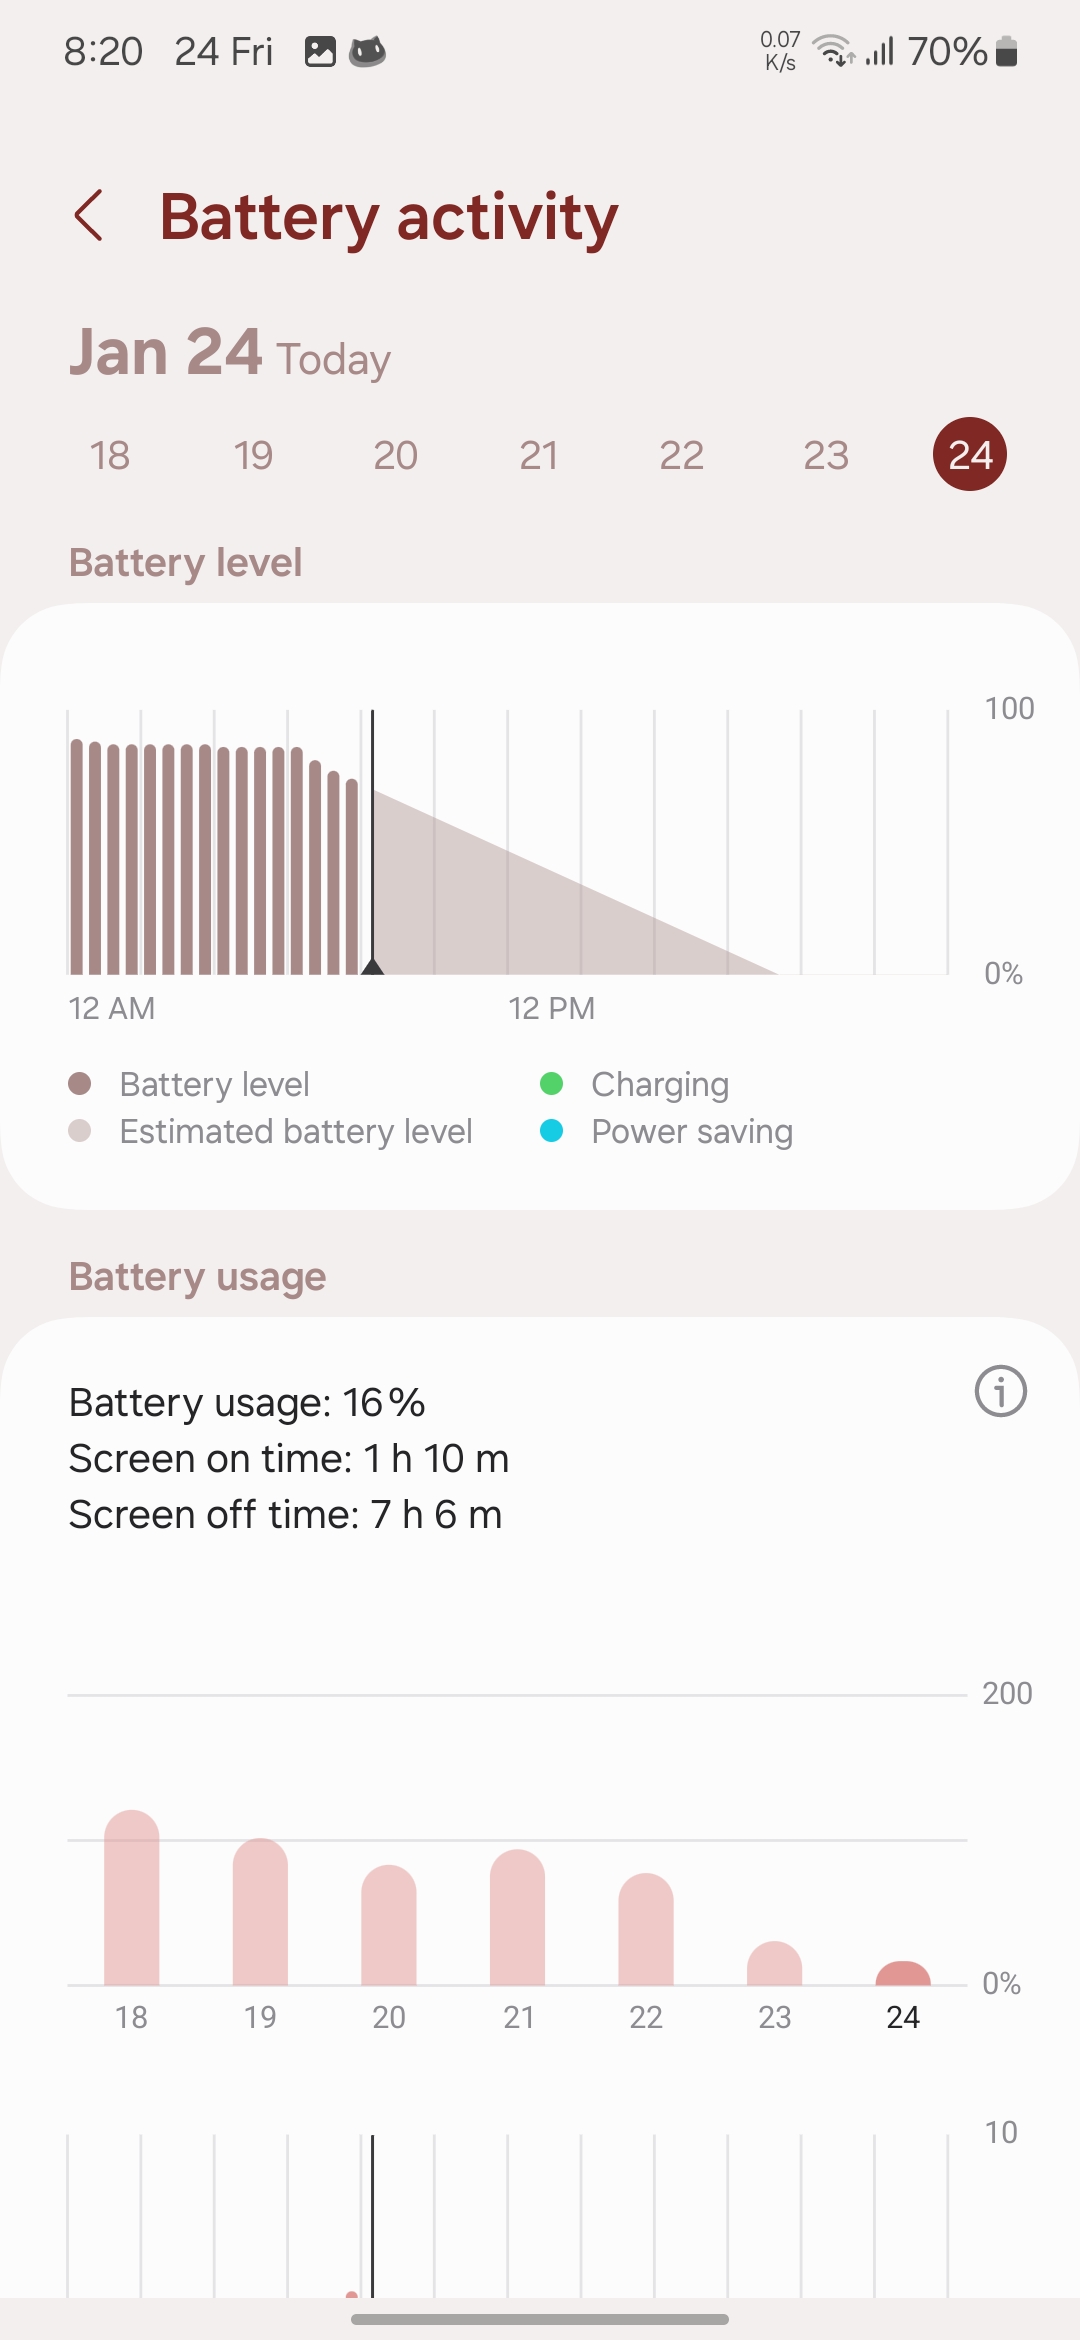 8:20 24 Fri 0.07 K/s 70%
Battery activity
Jan 24 Today
18 19 20 21 22 23 24
Battery level
100
0%
12 AM 12 PM
Battery level Charging
Estimated battery level Power saving
Battery usage
Battery usage: 16%
Screen on time: 1 h 10 m
Screen off time: 7 h 6 m
200
0%
18 19 20 21 22 23 24
10